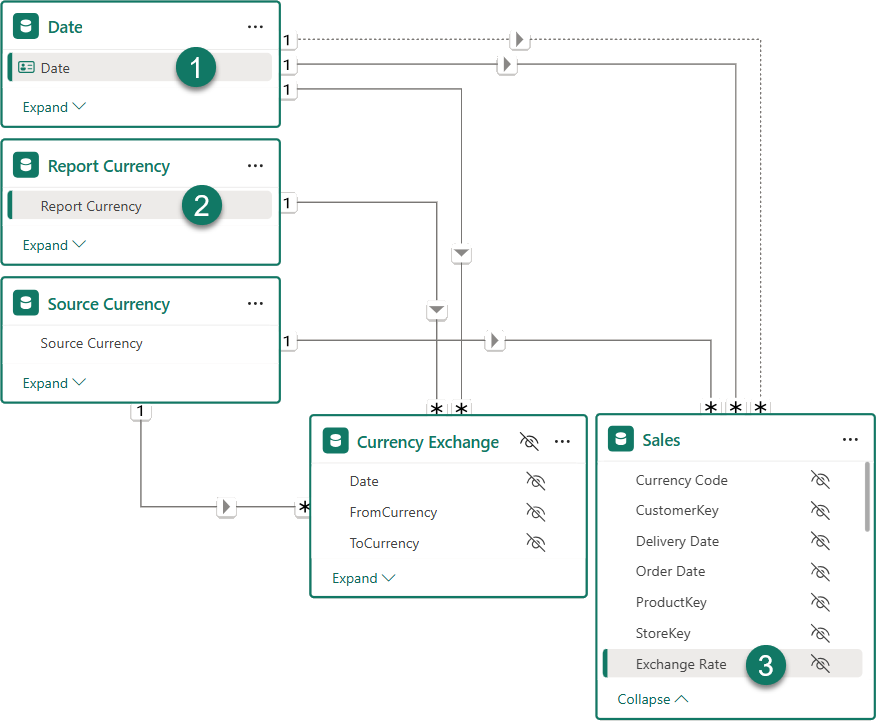 Date
...
1
Date
1
1
1
Expand
Report Currency
...
Report Currency
2
1
Expand
Source Currency
...
Source Currency
1
Expand
1
*
*
*
*
*
*
Currency Exchange
...
Date
FromCurrency
ToCurrency
Expand
Sales
...
Currency Code
CustomerKey
Delivery Date
Order Date
ProductKey
StoreKey
Exchange Rate
3
Collapse